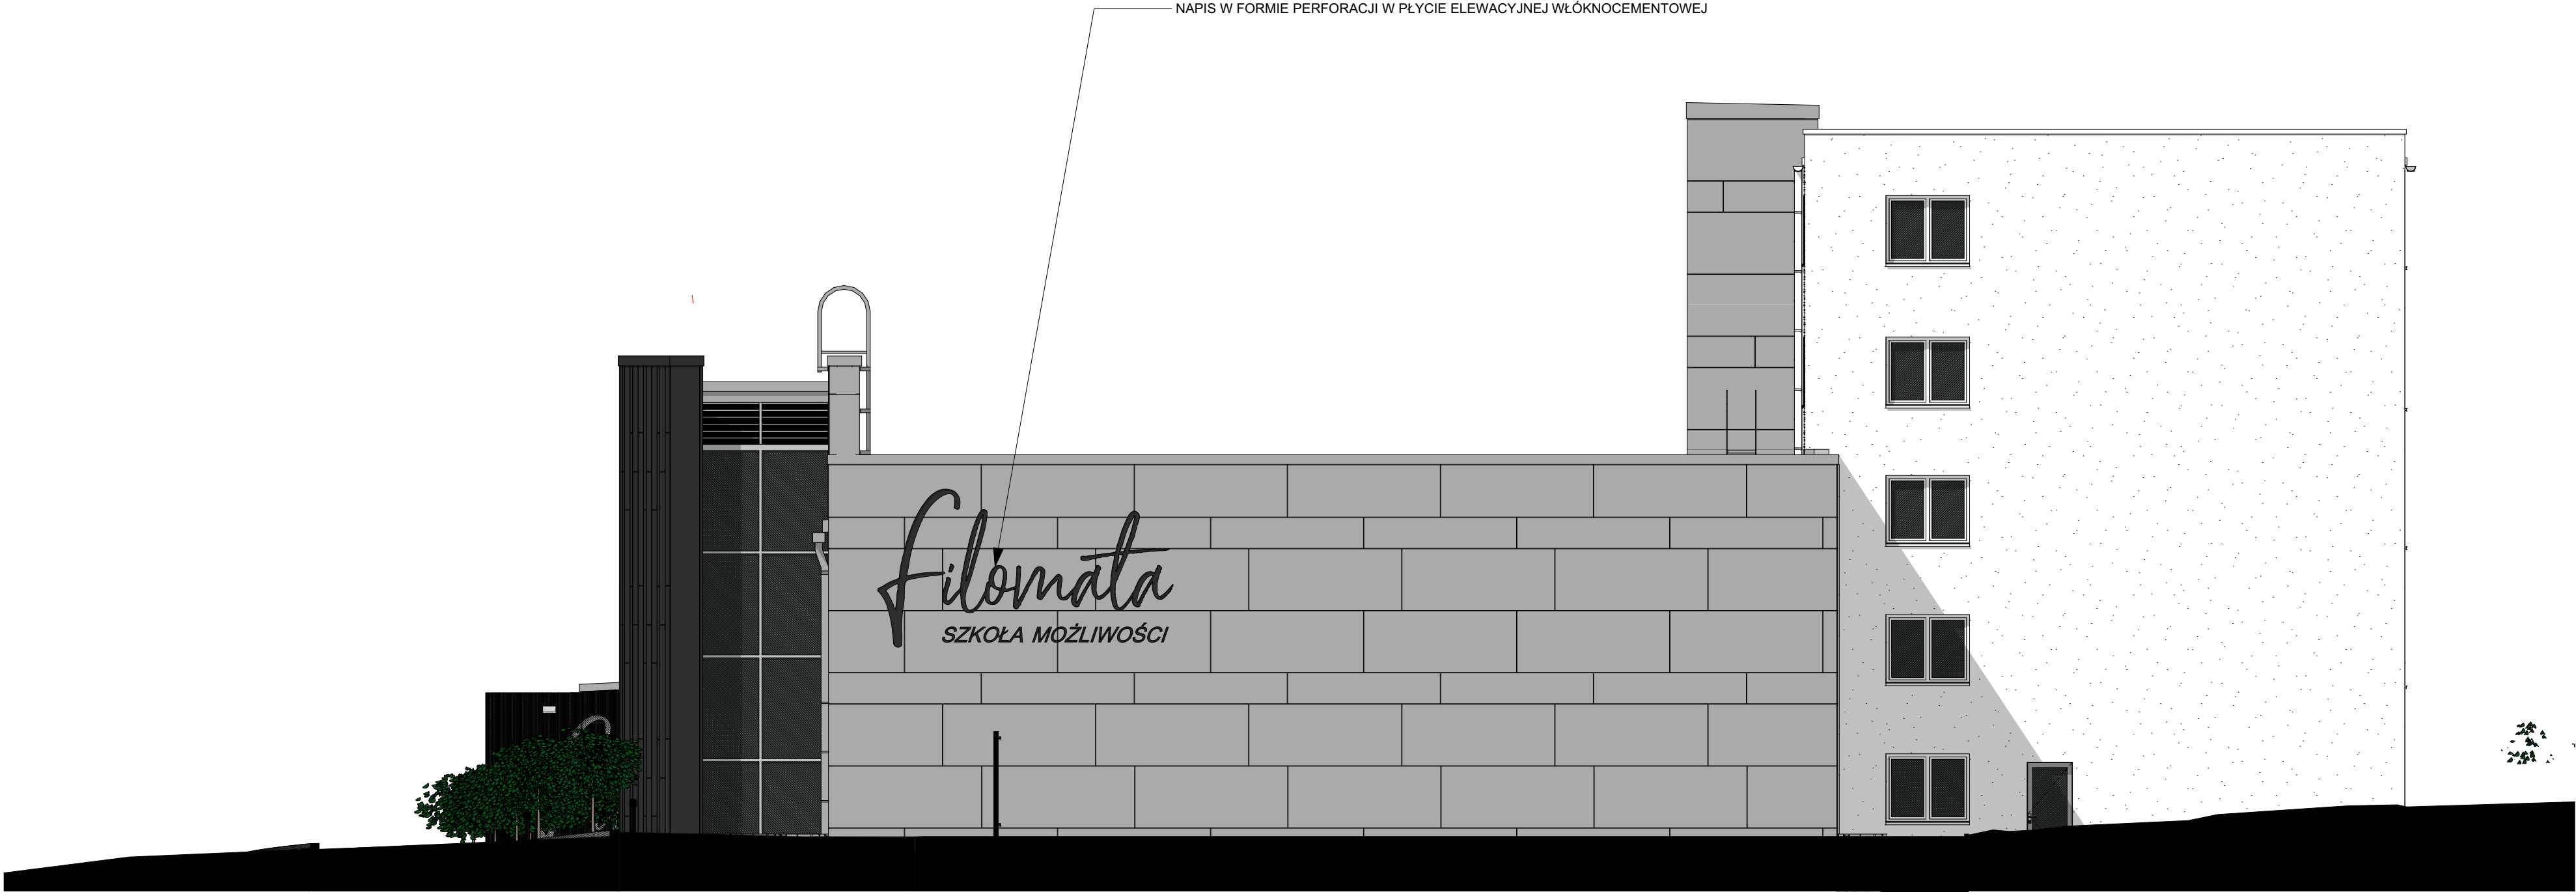 NAPIS W FORMIE PERFORACJI W PŁYCIE ELEWACYJNEJ WŁÓKNOCEMENTOWEJ
Filomata
SZKOŁA MOŻLIWOŚCI